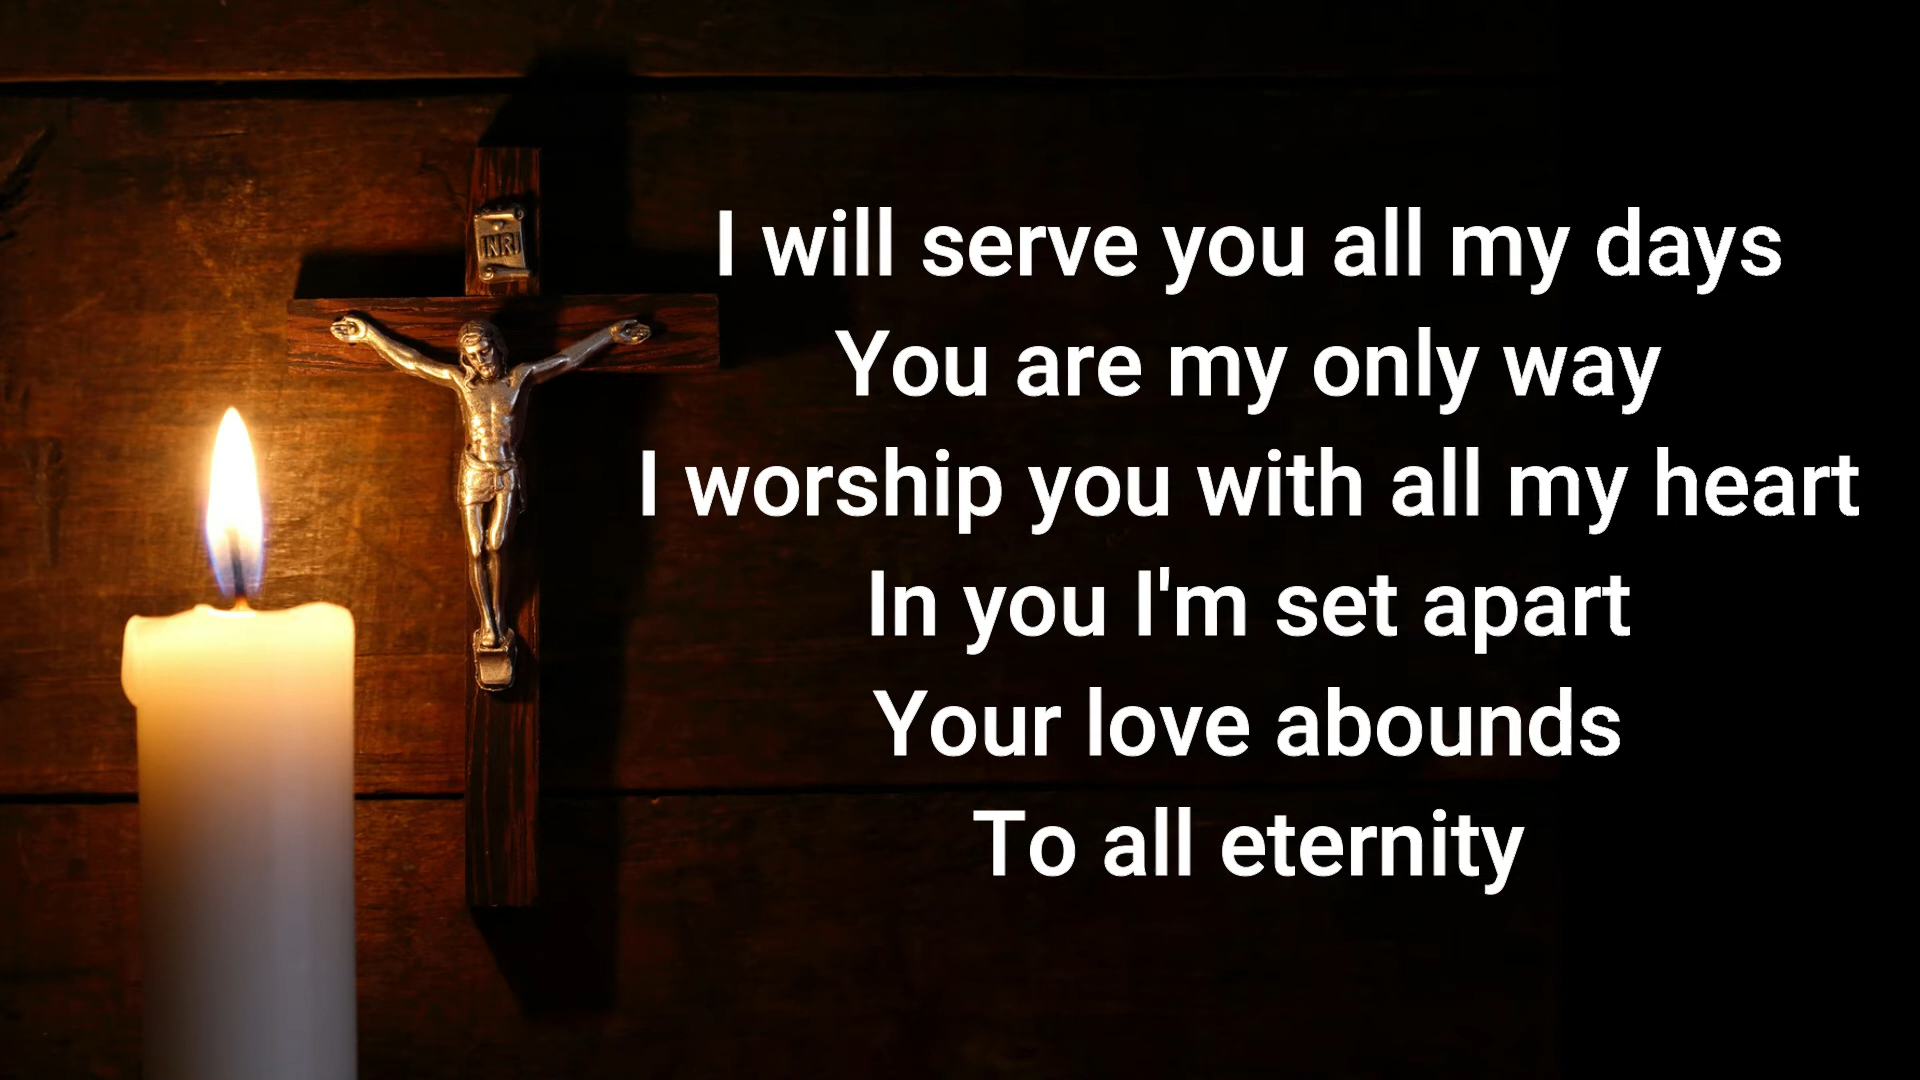 INRI
I will serve you all my days
You are my only way
I worship you with all my heart
In you I'm set apart
Your love abounds
To all eternity